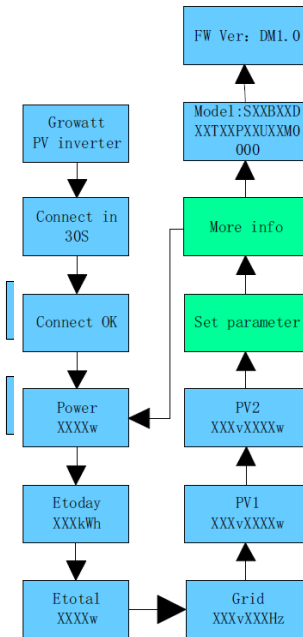 FW Ver: DM1.0
Model:SXXBXXD
XXTXXPXXUXXM0
000
Growatt
PV inverter
Connect in
30S
More info
Connect OK
Set parameter
Power
XXXXw
PV2
XXXvXXXXw
Etoday
XXXkWh
PV1
XXXvXXXXw
Etotal
XXXXw
Grid
XXXvXXXHz